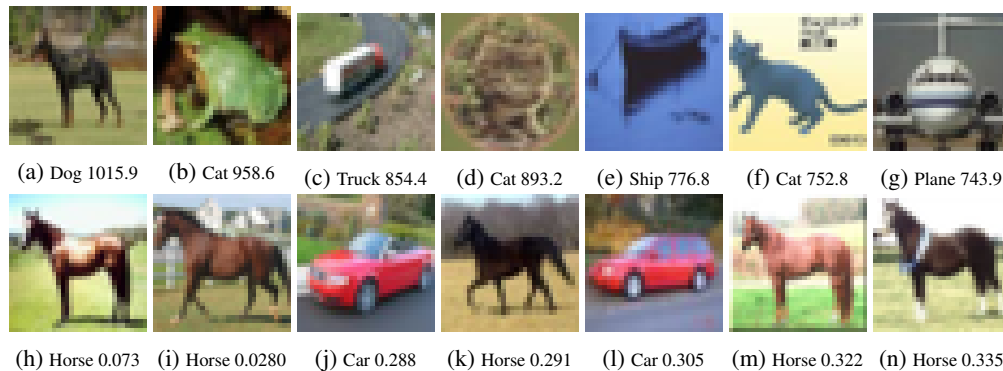 (a) Dog 1015.9 (b) Cat 958.6 (c) Truck 854.4 (d) Cat 893.2 (e) Ship 776.8 (f) Cat 752.8 (g) Plane 743.9
(h) Horse 0.073 (i) Horse 0.0280 (j) Car 0.288 (k) Horse 0.291 (l) Car 0.305 (m) Horse 0.322 (n) Horse 0.335